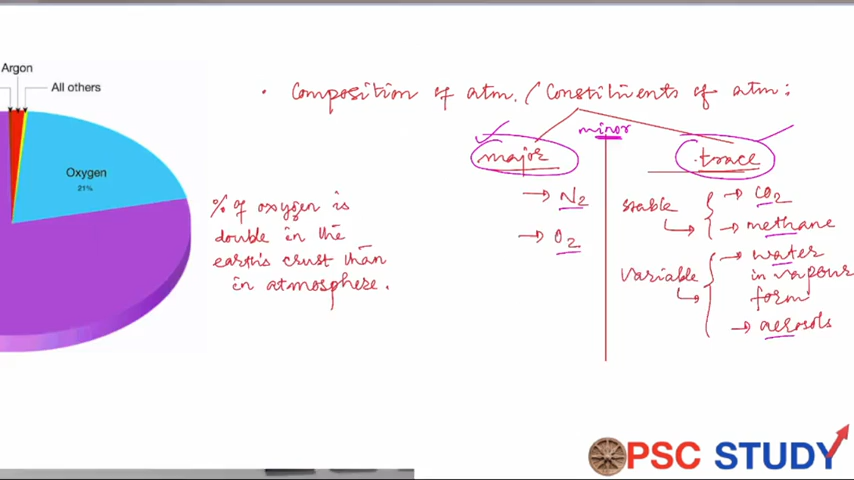 Argon
All others
Oxygen
21%
% of oxygen is
double in the
earth's crust than
in atmosphere.
• Composition of atm. / Constituents of atm:
minor
major
→ N2
→ O2
trace
stable
→ CO2
→ methane
variable
→ water
in vapour
form
→ aerosols
PSC STUDY